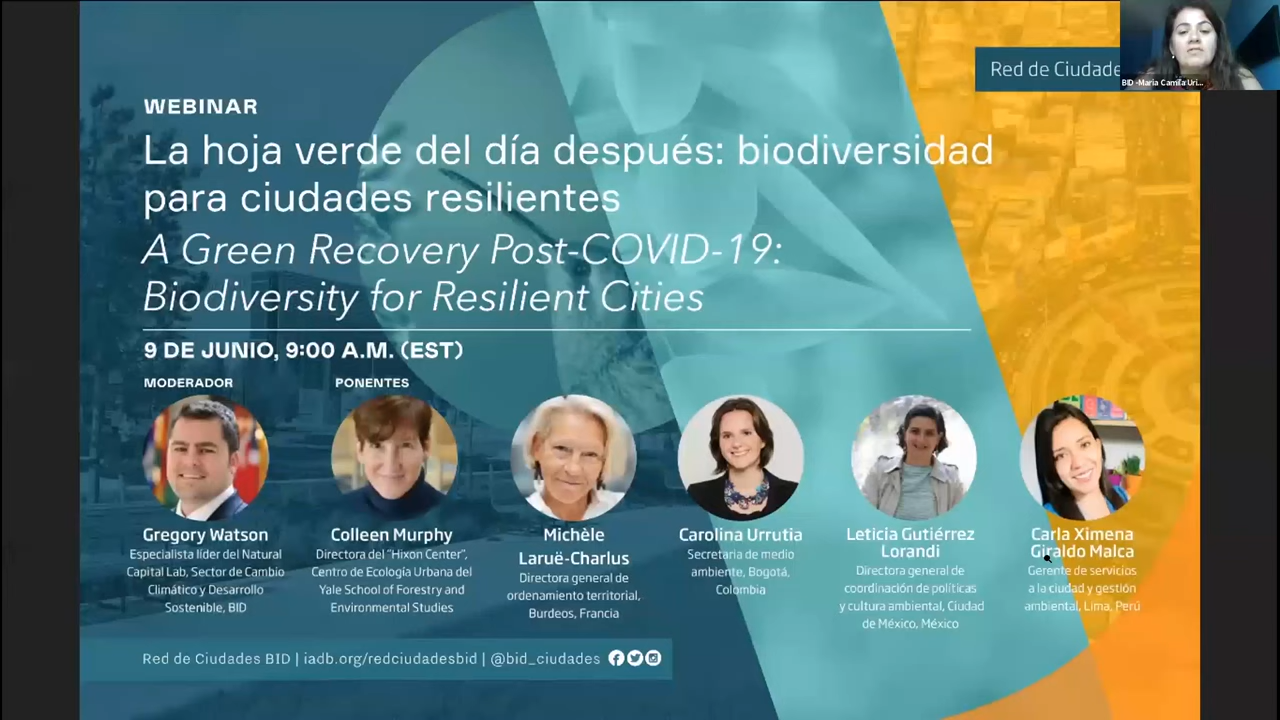 Red de Ciudade
BID -Maria Camila Uri...
WEBINAR
La hoja verde del día después: biodiversidad
para ciudades resilientes
A Green Recovery Post-COVID-19:
Biodiversity for Resilient Cities
9 DE JUNIO, 9:00 A.M. (EST)
MODERADOR
PONENTES
Gregory Watson
Especialista líder del Natural
Capital Lab, Sector de Cambio
Climático y Desarrollo
Sostenible, BID
Colleen Murphy
Directora del "Hixon Center",
Centro de Ecología Urbana del
Yale School of Forestry and
Environmental Studies
Michèle
Laruë-Charlus
Directora general de
ordenamiento territorial,
Burdeos, Francia
Carolina Urrutia
Secretaria de medio
ambiente, Bogotá,
Colombia
Leticia Gutiérrez
Lorandi
Directora general de
coordinación de políticas
y cultura ambiental, Ciudad
de México, México
Carla Ximena
Giraldo Malca
Gerente de servicios
a la ciudad y gestión
ambiental, Lima, Perú
Red de Ciudades BID | iadb.org/redciudadesbid | @bid_ciudades